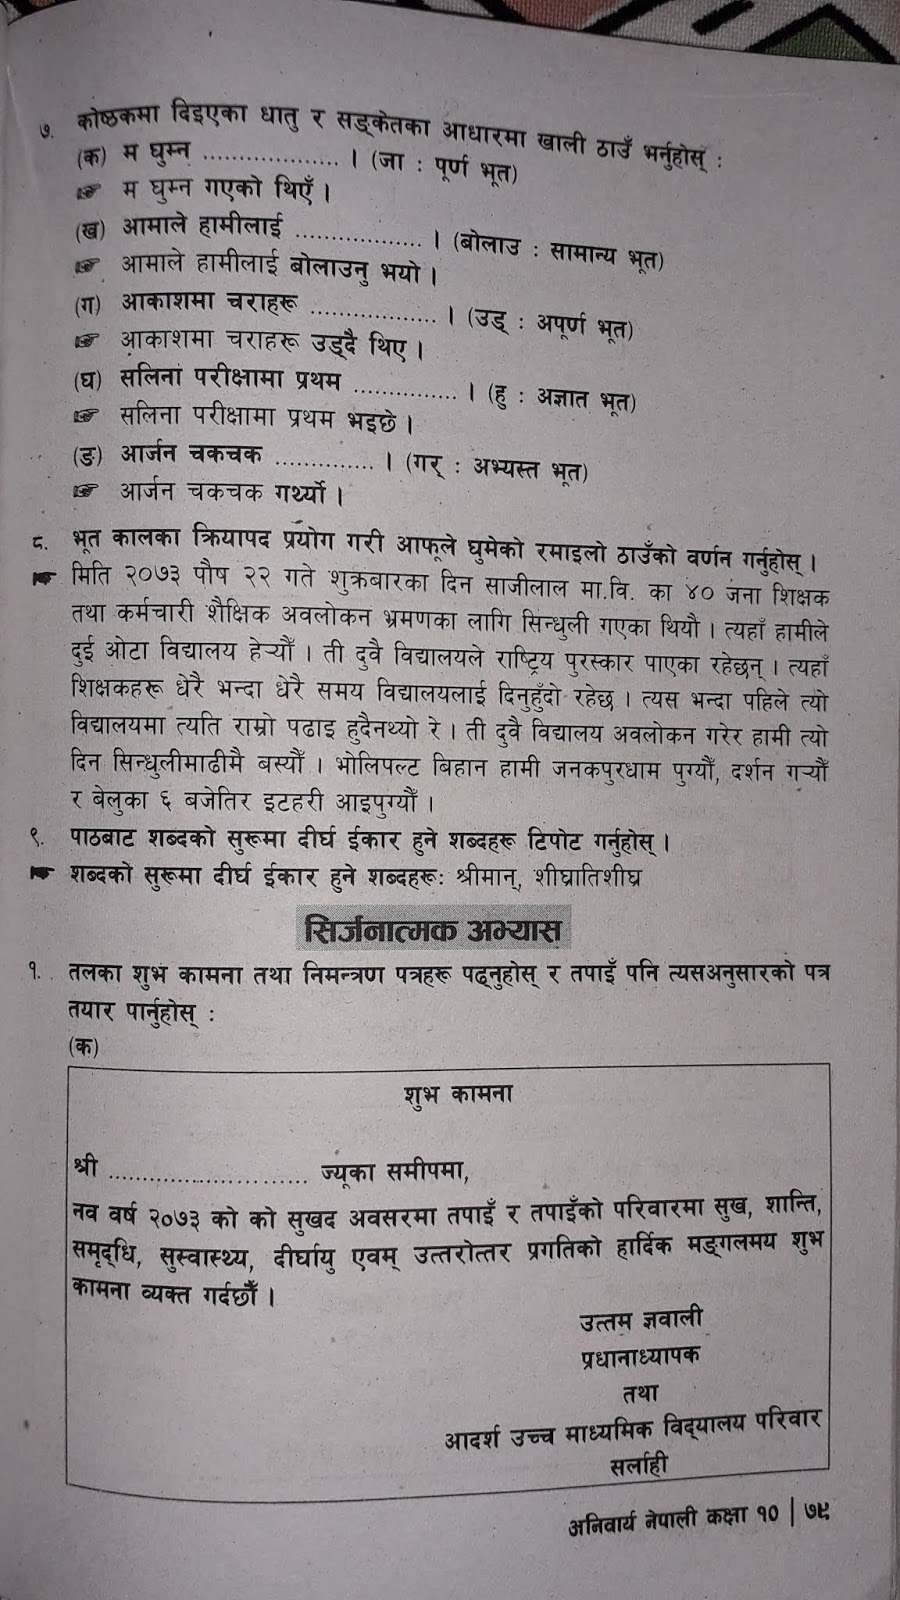 ७. कोष्ठकमा दिइएका धातु र सङ्केतका आधारमा खाली ठाउँ भर्नुहोस् :
(क) म घुम्न ................... । (जा : पूर्ण भूत)
☞ म घुम्न गएको थिएँ ।
(ख) आमाले हामीलाई .................. । (बोलाउ : सामान्य भूत)
☞ आमाले हामीलाई बोलाउनु भयो ।
(ग) आकाशमा चराहरू .................. । (उड् : अपूर्ण भूत)
☞ आकाशमा चराहरू उड्दै थिए ।
(घ) सलिना परीक्षामा प्रथम ............... । (हु : अज्ञात भूत)
☞ सलिना परीक्षामा प्रथम भइछे ।
(ङ) आर्जन चकचक .............. । (गर् : अभ्यस्त भूत)
☞ आर्जन चकचक गर्थ्यो ।
८. भूत कालका क्रियापद प्रयोग गरी आफूले घुमेको रमाइलो ठाउँको वर्णन गर्नुहोस् ।
☛ मिति २०७३ पौष २२ गते शुक्रबारका दिन साजीलाल मा.वि. का ४० जना शिक्षक
तथा कर्मचारी शैक्षिक अवलोकन भ्रमणका लागि सिन्धुली गएका थियौ । त्यहाँ हामीले
दुई ओटा विद्यालय हेर्‍यौँ । ती दुवै विद्यालयले राष्ट्रिय पुरस्कार पाएका रहेछन् । त्यहाँ
शिक्षकहरू धेरै भन्दा धेरै समय विद्यालयलाई दिनुहुँदो रहेछ । त्यस भन्दा पहिले त्यो
विद्यालयमा त्यति राम्रो पढाइ हुदैनथ्यो रे । ती दुवै विद्यालय अवलोकन गरेर हामी त्यो
दिन सिन्धुलीमाढीमै बस्यौँ । भोलिपल्ट बिहान हामी जनकपुरधाम पुग्यौँ, दर्शन गर्‍यौँ
र बेलुका ६ बजेतिर इटहरी आइपुग्यौँ ।
९. पाठबाट शब्दको सुरूमा दीर्घ ईकार हुने शब्दहरू टिपोट गर्नुहोस् ।
☛ शब्दको सुरूमा दीर्घ ईकार हुने शब्दहरूः श्रीमान्, शीघ्रातिशीघ्र
सिर्जनात्मक अभ्यास
१. तलका शुभ कामना तथा निमन्त्रण पत्रहरू पढ्नुहोस् र तपाइँ पनि त्यसअनुसारको पत्र
तयार पार्नुहोस् :
(क)
शुभ कामना
श्री ............................ ज्यूका समीपमा,
नव वर्ष २०७३ को को सुखद अवसरमा तपाइँ र तपाइँको परिवारमा सुख, शान्ति,
समृद्धि, सुस्वास्थ्य, दीर्घायु एवम् उत्तरोत्तर प्रगतिको हार्दिक मङ्गलमय शुभ
कामना व्यक्त गर्दछौँ ।
उत्तम ज्ञवाली
प्रधानाध्यापक
तथा
आदर्श उच्च माध्यमिक विद्यालय परिवार
सर्लाही
अनिवार्य नेपाली कक्षा १० | ७९